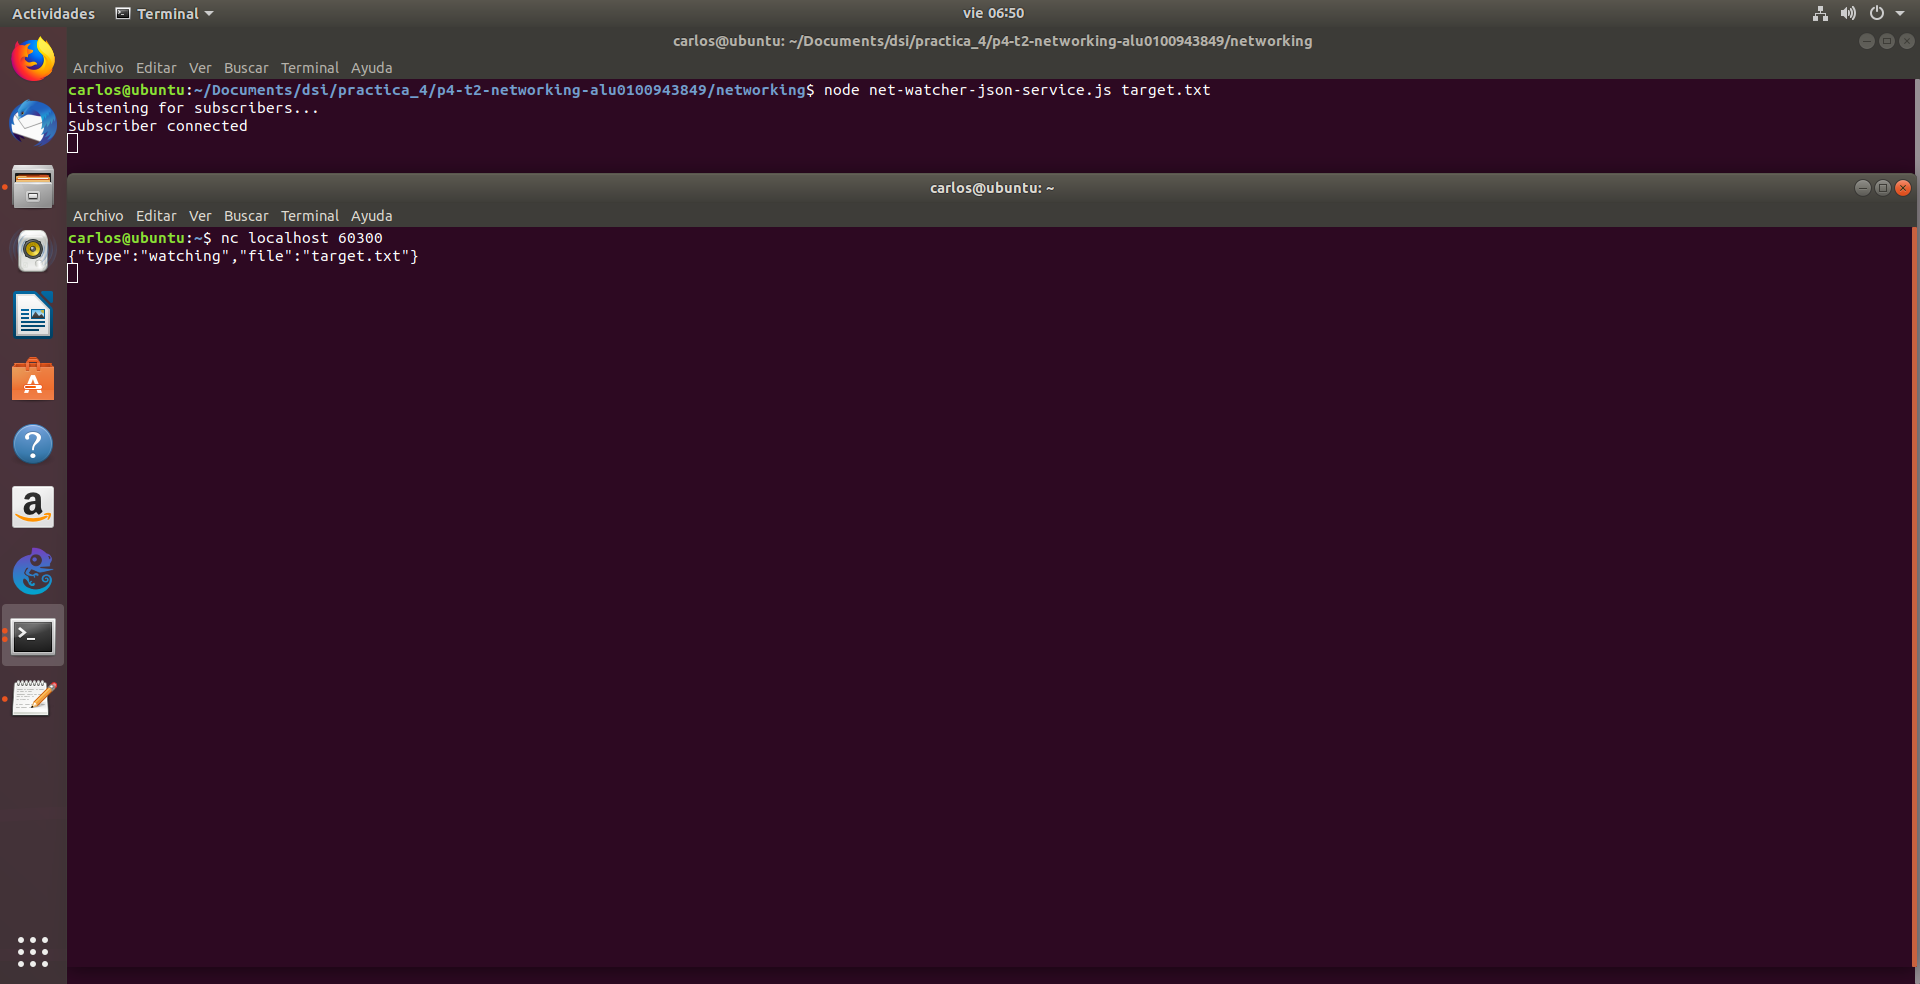 Actividades Terminal vie 06:50
carlos@ubuntu: ~/Documents/dsi/practica_4/p4-t2-networking-alu0100943849/networking
Archivo Editar Ver Buscar Terminal Ayuda
carlos@ubuntu:~/Documents/dsi/practica_4/p4-t2-networking-alu0100943849/networking$ node net-watcher-json-service.js target.txt
Listening for subscribers...
Subscriber connected
carlos@ubuntu: ~
Archivo Editar Ver Buscar Terminal Ayuda
carlos@ubuntu:~$ nc localhost 60300
{"type":"watching","file":"target.txt"}